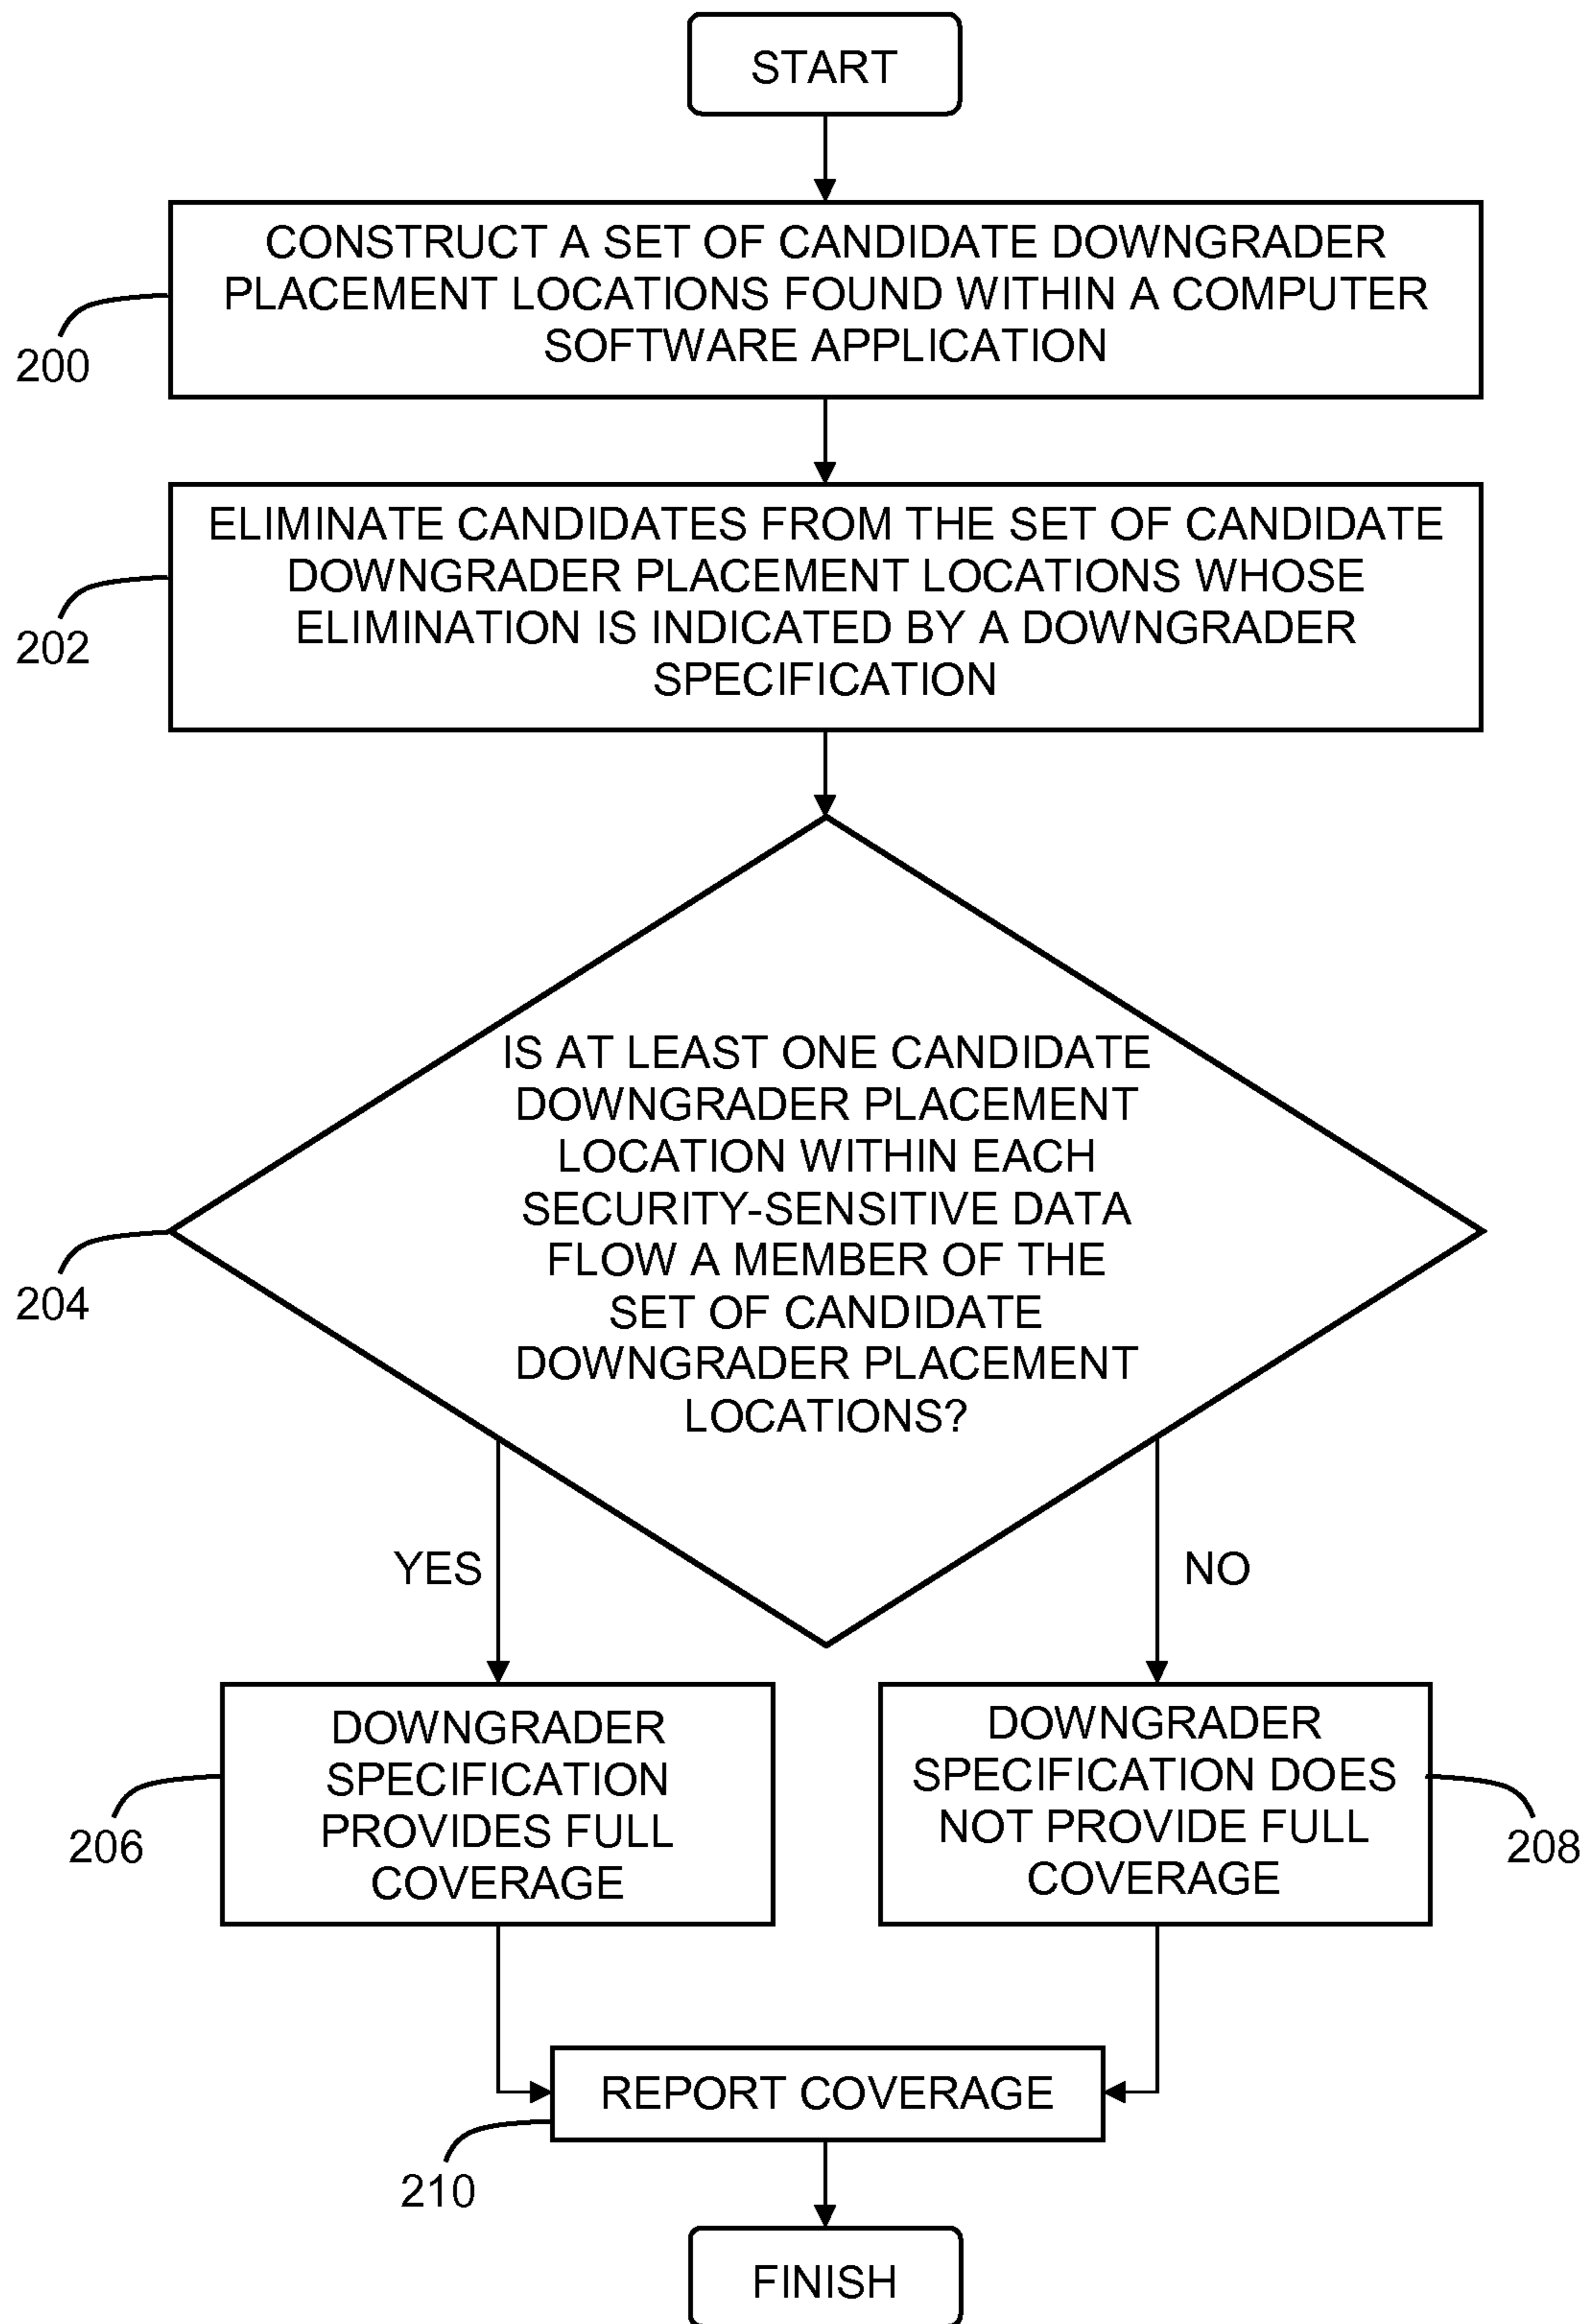 START
CONSTRUCT A SET OF CANDIDATE DOWNGRADER
PLACEMENT LOCATIONS FOUND WITHIN A COMPUTER
SOFTWARE APPLICATION
200
ELIMINATE CANDIDATES FROM THE SET OF CANDIDATE
DOWNGRADER PLACEMENT LOCATIONS WHOSE
ELIMINATION IS INDICATED BY A DOWNGRADER
SPECIFICATION
202
IS AT LEAST ONE CANDIDATE
DOWNGRADER PLACEMENT
LOCATION WITHIN EACH
SECURITY-SENSITIVE DATA
FLOW A MEMBER OF THE
SET OF CANDIDATE
DOWNGRADER PLACEMENT
LOCATIONS?
204
YES
NO
DOWNGRADER
SPECIFICATION
PROVIDES FULL
COVERAGE
206
DOWNGRADER
SPECIFICATION DOES
NOT PROVIDE FULL
COVERAGE
208
REPORT COVERAGE
210
FINISH